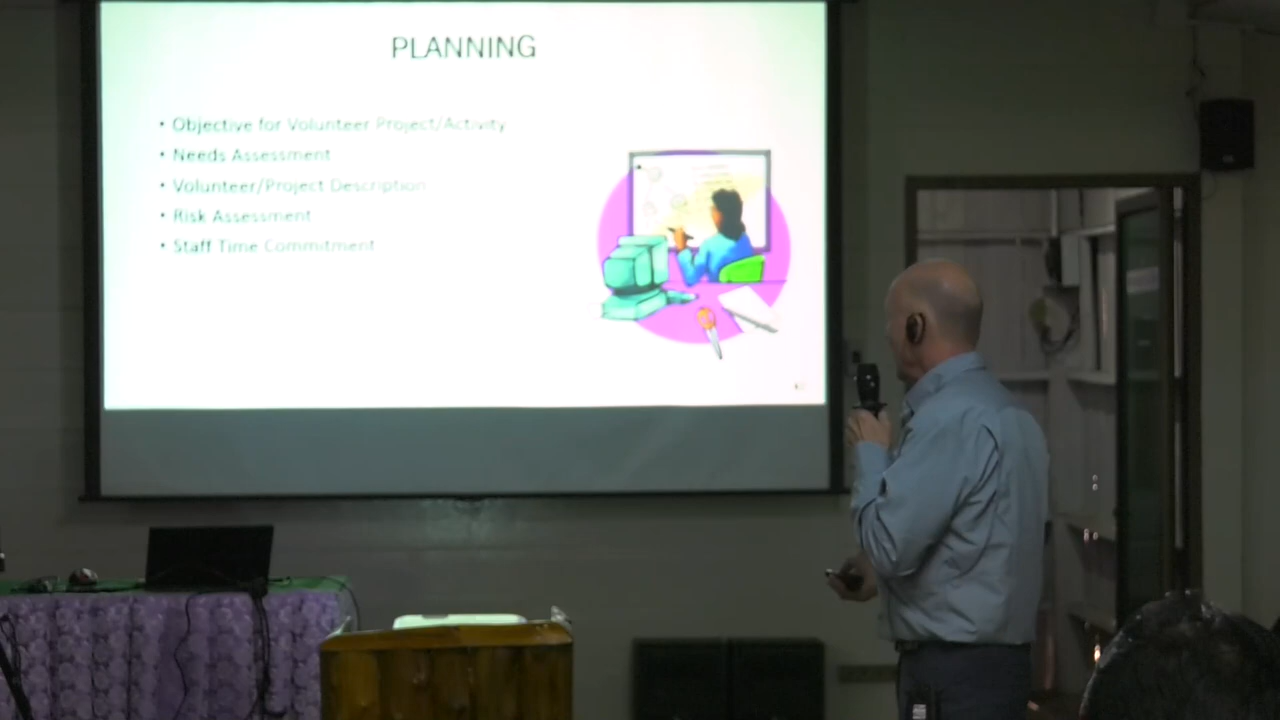 PLANNING
• Objective for Volunteer Project/Activity
• Needs Assessment
• Volunteer/Project Description
• Risk Assessment
• Staff Time Commitment